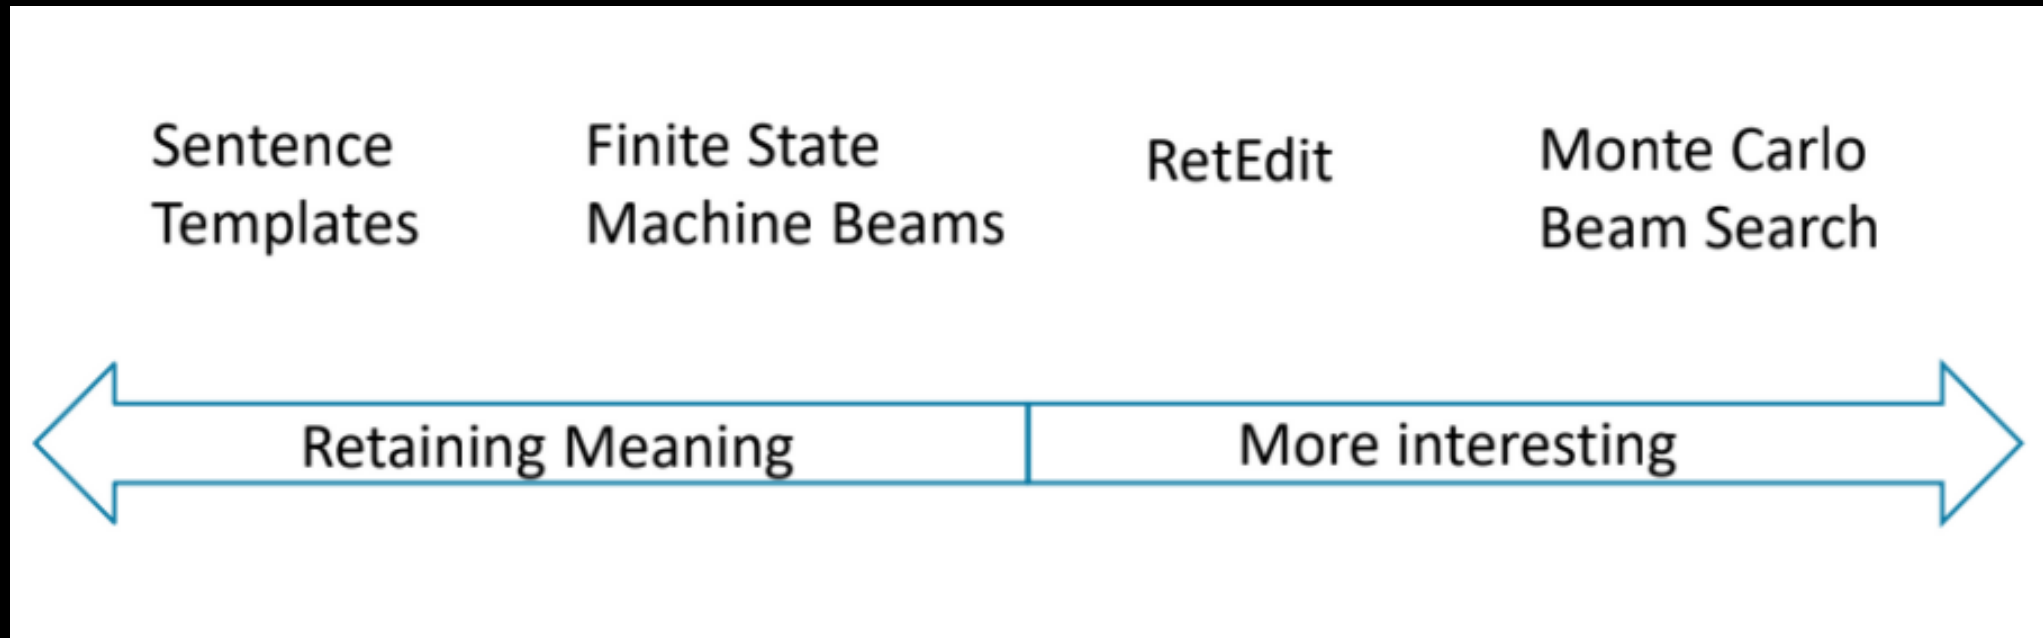 Sentence
Templates
Finite State
Machine Beams
RetEdit
Monte Carlo
Beam Search
Retaining Meaning
More interesting